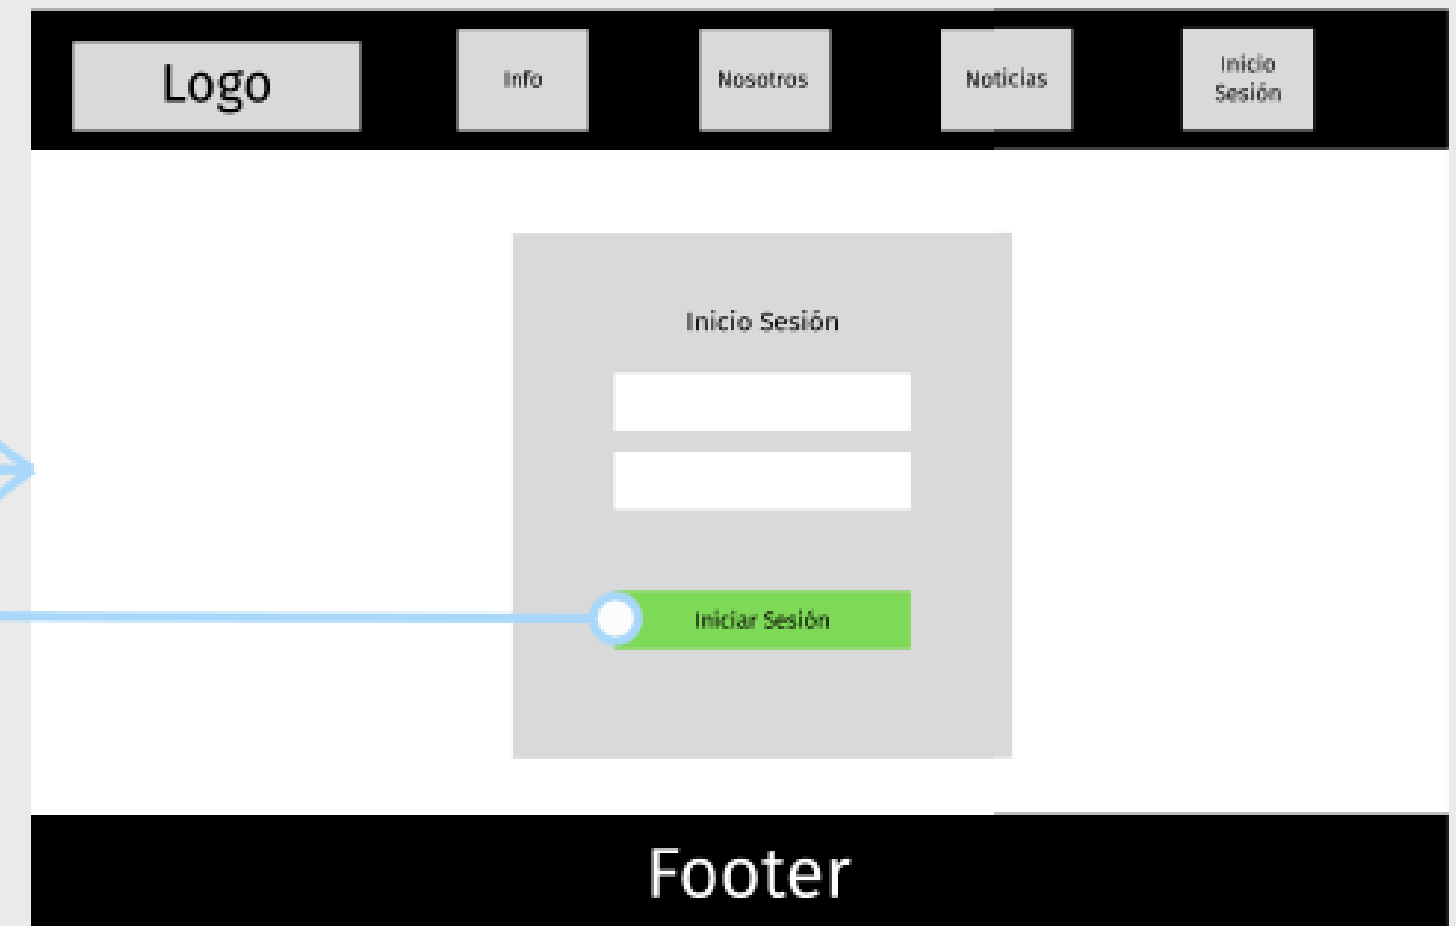 Logo
Info
Nosotros
Noticias
Inicio
Sesión
Inicio Sesión
Iniciar Sesión
Footer